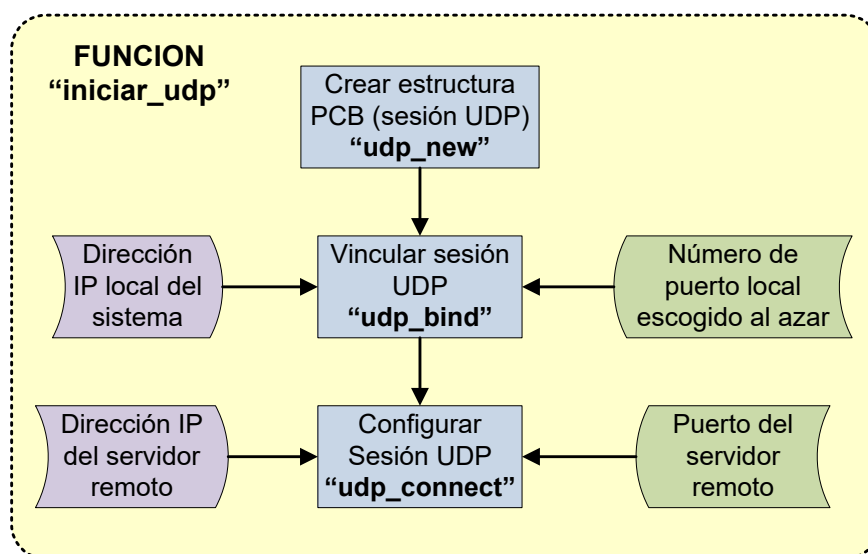 FUNCION
“iniciar_udp”
Crear estructura
PCB (sesión UDP)
“udp_new”
Dirección
IP local del
sistema
Vincular sesión
UDP
“udp_bind”
Número de
puerto local
escogido al azar
Dirección IP
del servidor
remoto
Configurar
Sesión UDP
“udp_connect”
Puerto del
servidor
remoto